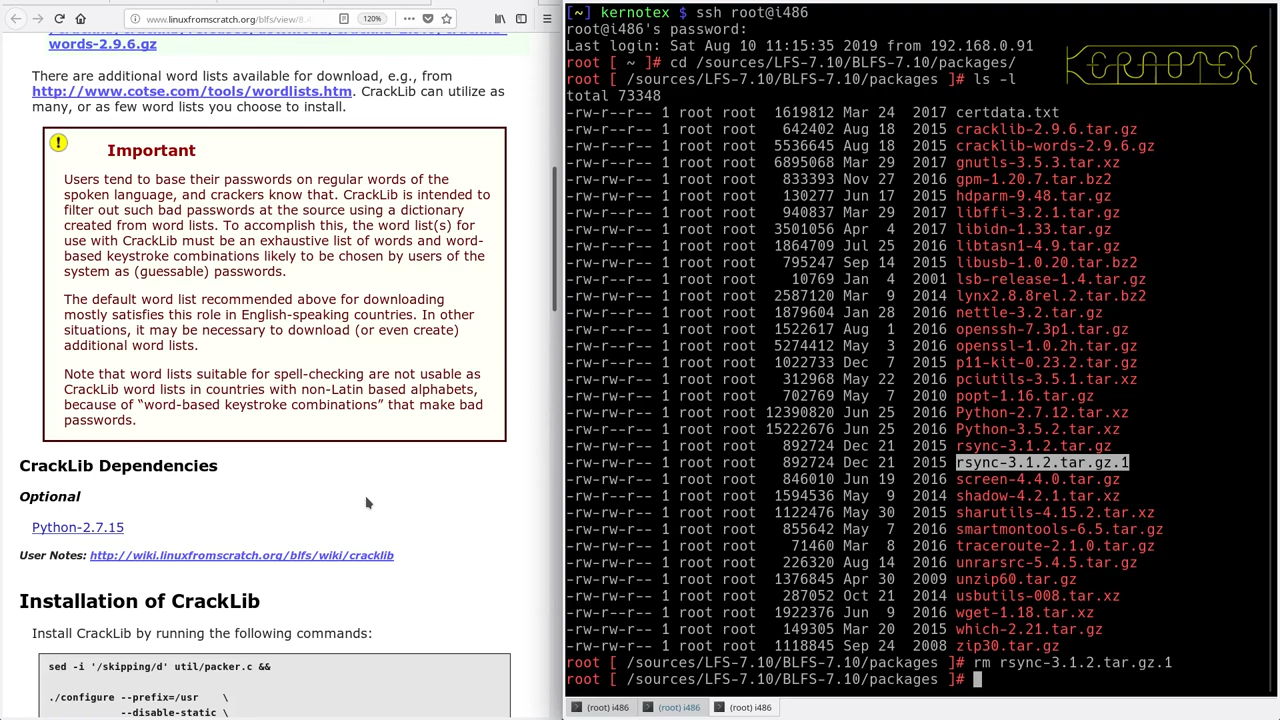 www.linuxfromscratch.org/blfs/view/8.4
120%
words-2.9.6.gz
There are additional word lists available for download, e.g., from
http://www.cotse.com/tools/wordlists.htm. CrackLib can utilize as
many, or as few word lists you choose to install.
Important
Users tend to base their passwords on regular words of the
spoken language, and crackers know that. CrackLib is intended to
filter out such bad passwords at the source using a dictionary
created from word lists. To accomplish this, the word list(s) for
use with CrackLib must be an exhaustive list of words and word-
based keystroke combinations likely to be chosen by users of the
system as (guessable) passwords.
The default word list recommended above for downloading
mostly satisfies this role in English-speaking countries. In other
situations, it may be necessary to download (or even create)
additional word lists.
Note that word lists suitable for spell-checking are not usable as
CrackLib word lists in countries with non-Latin based alphabets,
because of “word-based keystroke combinations” that make bad
passwords.
CrackLib Dependencies
Optional
Python-2.7.15
User Notes: http://wiki.linuxfromscratch.org/blfs/wiki/cracklib
Installation of CrackLib
Install CrackLib by running the following commands:
sed -i '/skipping/d' util/packer.c &&
./configure --prefix=/usr \
--disable-static \
[~] kernotex $ ssh root@i486
root@i486's password:
Last login: Sat Aug 10 11:15:35 2019 from 192.168.0.91
root [ ~ ]# cd /sources/LFS-7.10/BLFS-7.10/packages/
root [ /sources/LFS-7.10/BLFS-7.10/packages ]# ls -l
total 73348
-rw-r--r-- 1 root root 1619812 Mar 24 2017 certdata.txt
-rw-r--r-- 1 root root 642402 Aug 18 2015 cracklib-2.9.6.tar.gz
-rw-r--r-- 1 root root 5536645 Aug 18 2015 cracklib-words-2.9.6.gz
-rw-r--r-- 1 root root 6895068 Mar 29 2017 gnutls-3.5.3.tar.xz
-rw-r--r-- 1 root root 833393 Nov 27 2016 gpm-1.20.7.tar.bz2
-rw-r--r-- 1 root root 130277 Jun 17 2015 hdparm-9.48.tar.gz
-rw-r--r-- 1 root root 940837 Mar 29 2017 libffi-3.2.1.tar.gz
-rw-r--r-- 1 root root 3501056 Apr 4 2017 libidn-1.33.tar.gz
-rw-r--r-- 1 root root 1864709 Jul 25 2016 libtasn1-4.9.tar.gz
-rw-r--r-- 1 root root 795247 Sep 14 2015 libusb-1.0.20.tar.bz2
-rw-r--r-- 1 root root 10769 Jan 4 2001 lsb-release-1.4.tar.gz
-rw-r--r-- 1 root root 2587120 Mar 9 2014 lynx2.8.8rel.2.tar.bz2
-rw-r--r-- 1 root root 1879604 Jan 28 2016 nettle-3.2.tar.gz
-rw-r--r-- 1 root root 1522617 Aug 1 2016 openssh-7.3p1.tar.gz
-rw-r--r-- 1 root root 5274412 May 3 2016 openssl-1.0.2h.tar.gz
-rw-r--r-- 1 root root 1022733 Dec 7 2016 p11-kit-0.23.2.tar.gz
-rw-r--r-- 1 root root 312968 May 22 2016 pciutils-3.5.1.tar.xz
-rw-r--r-- 1 root root 702769 May 7 2010 popt-1.16.tar.gz
-rw-r--r-- 1 root root 12390820 Jun 25 2016 Python-2.7.12.tar.xz
-rw-r--r-- 1 root root 15222676 Jun 25 2016 Python-3.5.2.tar.xz
-rw-r--r-- 1 root root 892724 Dec 21 2015 rsync-3.1.2.tar.gz
-rw-r--r-- 1 root root 892724 Dec 21 2015 rsync-3.1.2.tar.gz.1
-rw-r--r-- 1 root root 846010 Jun 19 2016 screen-4.4.0.tar.gz
-rw-r--r-- 1 root root 1594536 May 9 2014 shadow-4.2.1.tar.xz
-rw-r--r-- 1 root root 1122476 May 30 2015 sharutils-4.15.2.tar.xz
-rw-r--r-- 1 root root 855642 May 7 2016 smartmontools-6.5.tar.gz
-rw-r--r-- 1 root root 71460 Mar 8 2016 traceroute-2.1.0.tar.gz
-rw-r--r-- 1 root root 226320 Aug 14 2016 unrarsrc-5.4.5.tar.gz
-rw-r--r-- 1 root root 1376845 Apr 30 2009 unzip60.tar.gz
-rw-r--r-- 1 root root 287052 Oct 21 2014 usbutils-008.tar.xz
-rw-r--r-- 1 root root 1922376 Jun 9 2016 wget-1.18.tar.xz
-rw-r--r-- 1 root root 149305 Mar 20 2015 which-2.21.tar.gz
-rw-r--r-- 1 root root 1118845 Sep 24 2008 zip30.tar.gz
root [ /sources/LFS-7.10/BLFS-7.10/packages ]# rm rsync-3.1.2.tar.gz.1
root [ /sources/LFS-7.10/BLFS-7.10/packages ]#
KERNOTEX
(root) i486
(root) i486
(root) i486